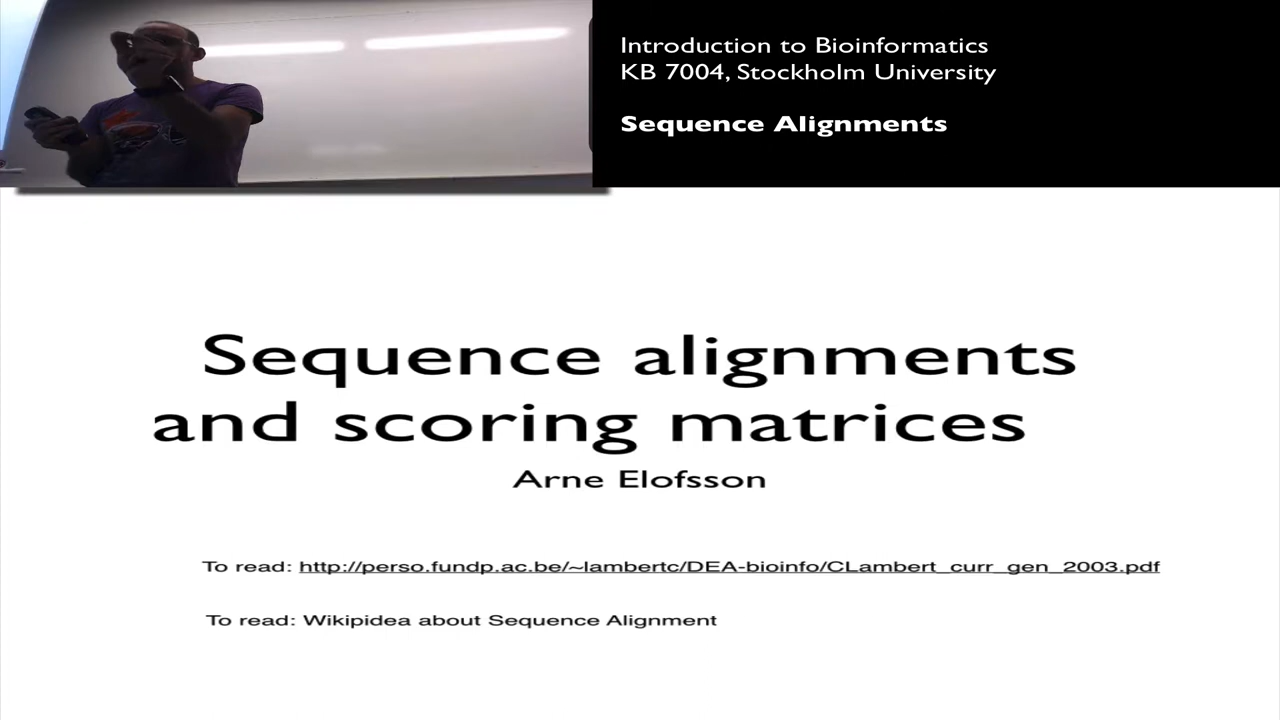 Introduction to Bioinformatics
KB 7004, Stockholm University
Sequence Alignments
Sequence alignments
and scoring matrices
Arne Elofsson
To read: http://perso.fundp.ac.be/~lambertc/DEA-bioinfo/CLambert_curr_gen_2003.pdf
To read: Wikipidea about Sequence Alignment